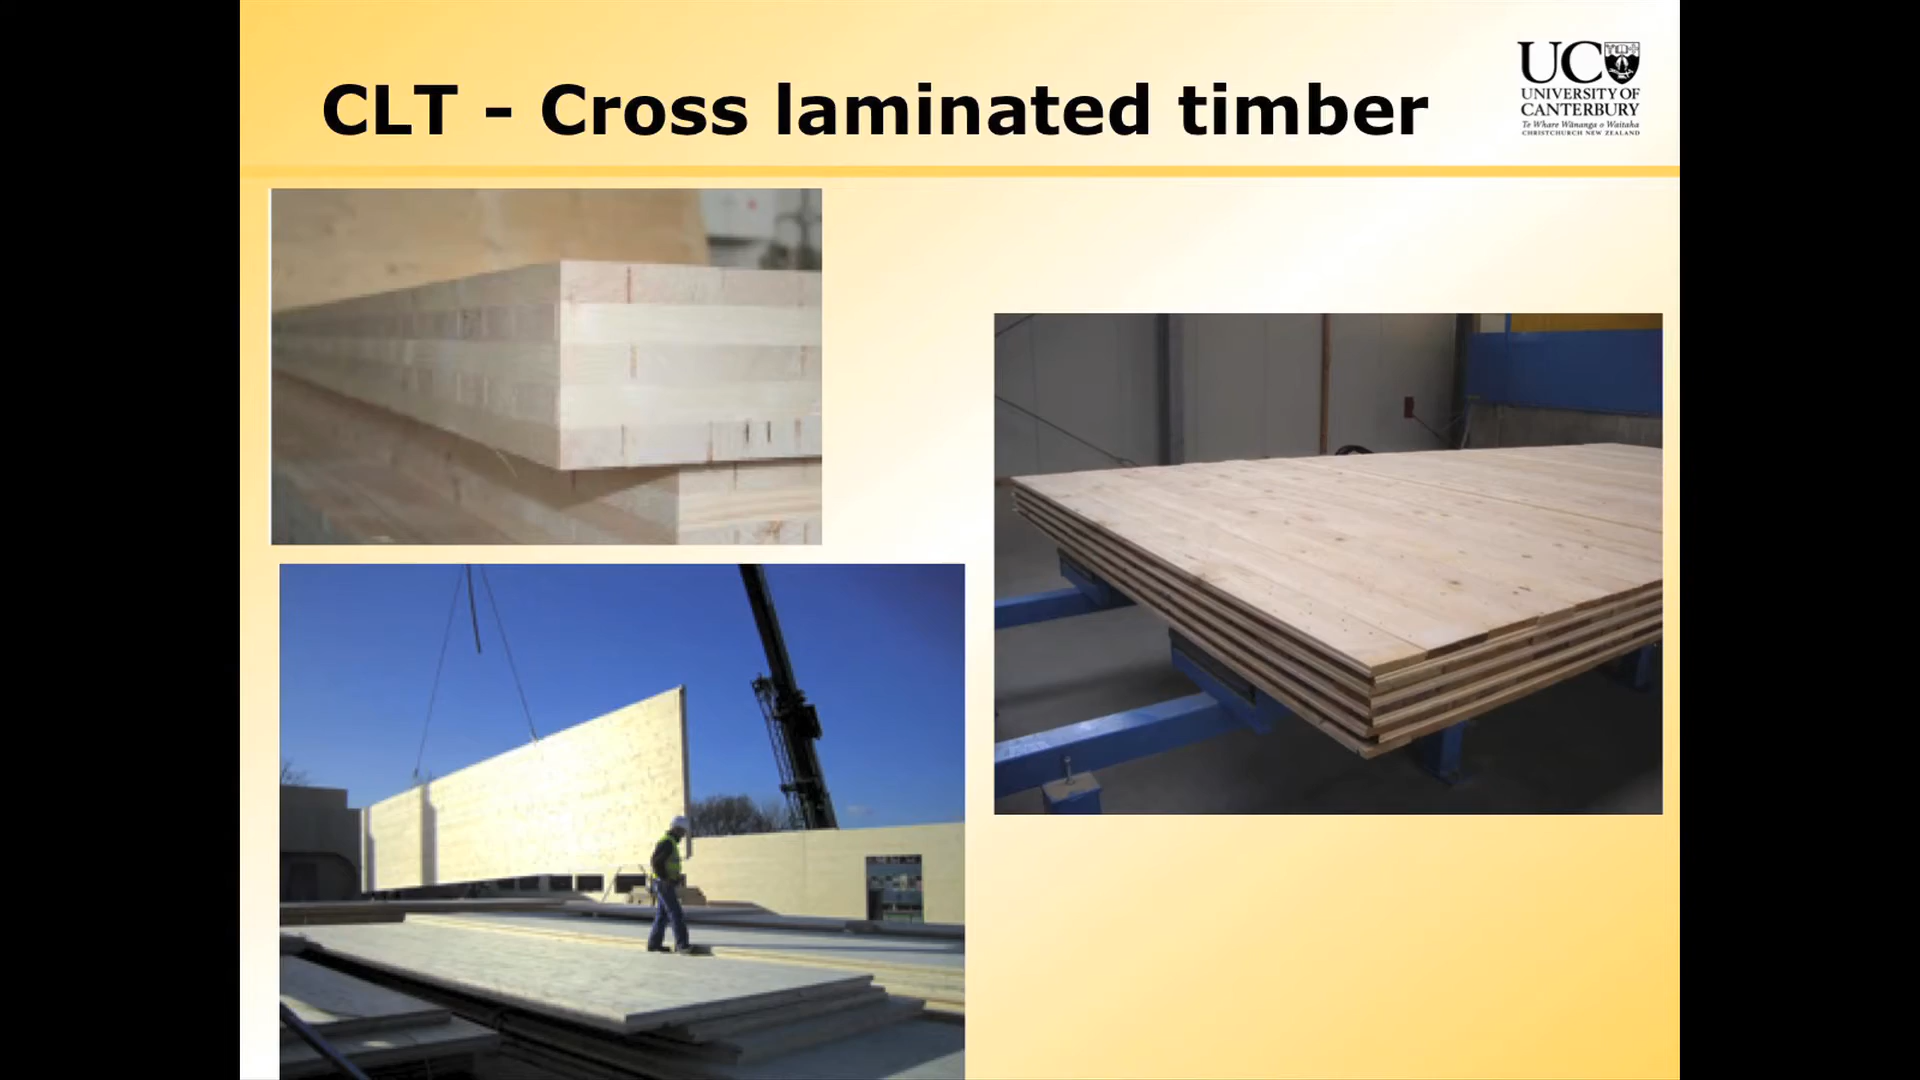 CLT - Cross laminated timber
UC
UNIVERSITY OF
CANTERBURY
Te Whare Wānanga o Waitaha
CHRISTCHURCH NEW ZEALAND